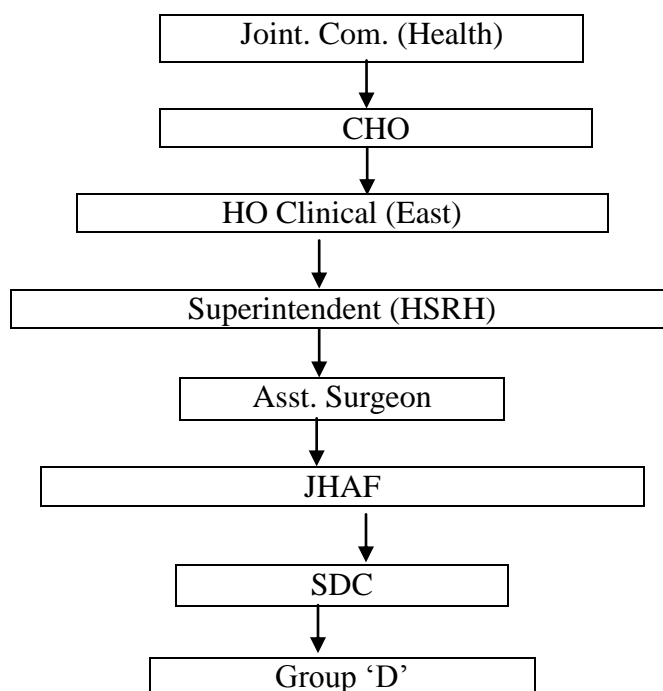 Joint. Com. (Health)
CHO
HO Clinical (East)
Superintendent (HSRH)
Asst. Surgeon
JHAF
SDC
Group ‘D’